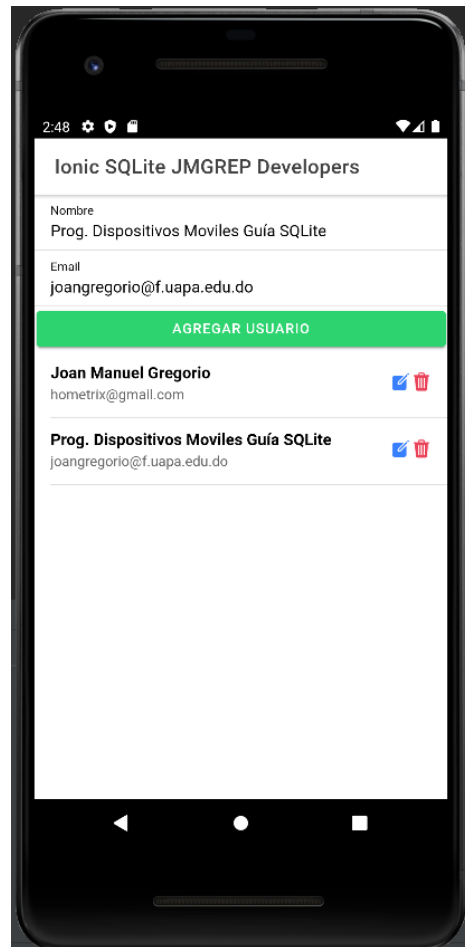 2:48
Ionic SQLite JMGREP Developers
Nombre
Prog. Dispositivos Moviles Guía SQLite
Email
joangregorio@f.uapa.edu.do
AGREGAR USUARIO
Joan Manuel Gregorio
hometrix@gmail.com
Prog. Dispositivos Moviles Guía SQLite
joangregorio@f.uapa.edu.do